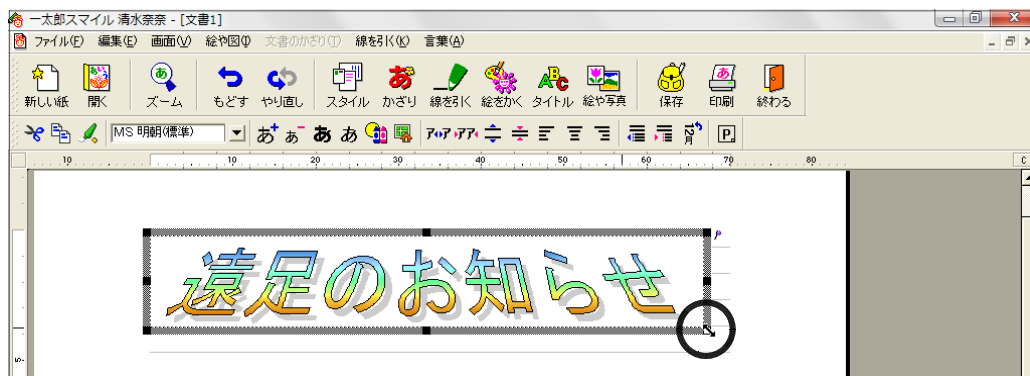 一太郎スマイル 清水奈奈 - [文書1]
ファイル(F) 編集(E) 画面(V) 絵や図(I) 文書のかざり(T) 線を引く(K) 言葉(A)
新しい紙 開く ズーム もどす やり直し スタイル かざり 線を引く 絵をかく タイトル 絵や写真 保存 印刷 終わる
MS 明朝(標準)
10 10 20 30 40 50 60 70 80
遠足のお知らせ
5